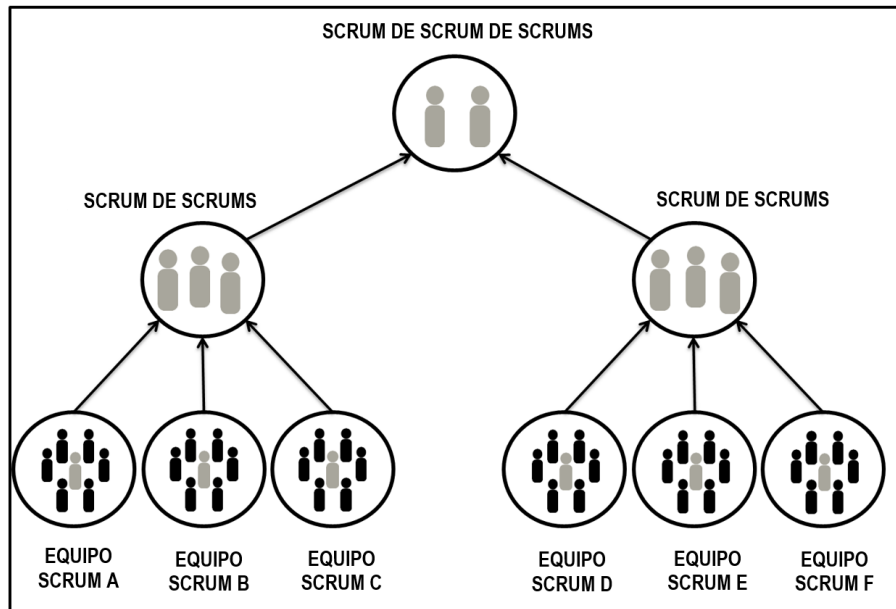 SCRUM DE SCRUM DE SCRUMS
SCRUM DE SCRUMS
SCRUM DE SCRUMS
EQUIPO
SCRUM A
EQUIPO
SCRUM B
EQUIPO
SCRUM C
EQUIPO
SCRUM D
EQUIPO
SCRUM E
EQUIPO
SCRUM F